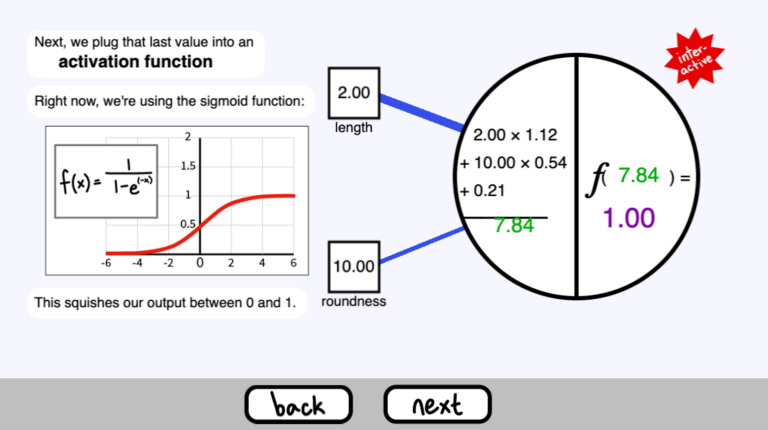 Next, we plug that last value into an
activation function
Right now, we're using the sigmoid function:
f(x) = 1 / 1-e^(-x)
2
1.5
1
0.5
-6 -4 -2 0 2 4 6
This squishes our output between 0 and 1.
2.00
length
10.00
roundness
2.00 × 1.12
+ 10.00 × 0.54
+ 0.21
7.84
f( 7.84 ) =
1.00
inter-
active
back next